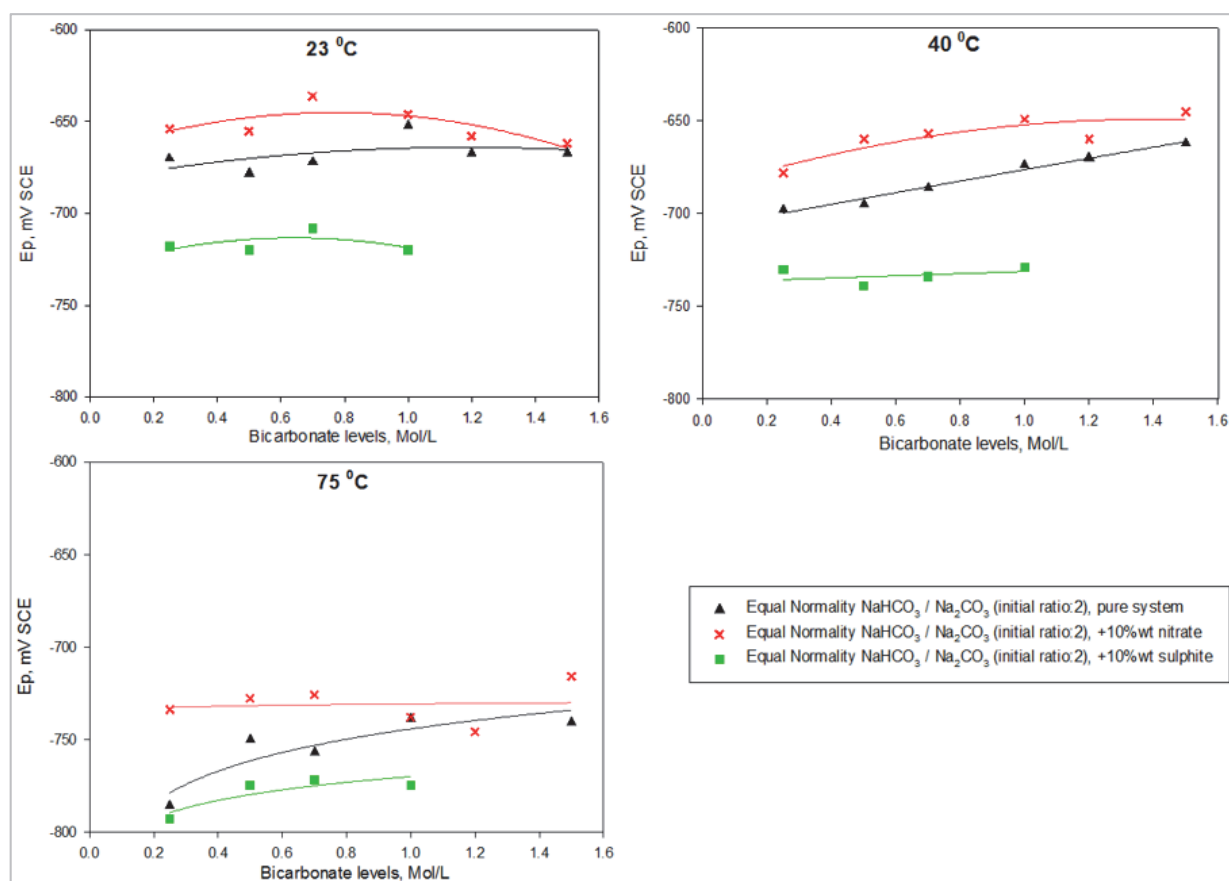 23 ⁰C
-600
-650
-700
-750
-800
Ep, mV SCE
0.0 0.2 0.4 0.6 0.8 1.0 1.2 1.4 1.6
Bicarbonate levels, Mol/L
40 ⁰C
-600
-650
-700
-750
-800
Ep, mV SCE
0.0 0.2 0.4 0.6 0.8 1.0 1.2 1.4 1.6
Bicarbonate levels, Mol/L
75 ⁰C
-600
-650
-700
-750
-800
Ep, mV SCE
0.0 0.2 0.4 0.6 0.8 1.0 1.2 1.4 1.6
Bicarbonate levels, Mol/L
Equal Normality NaHCO₃ / Na₂CO₃ (initial ratio:2), pure system
Equal Normality NaHCO₃ / Na₂CO₃ (initial ratio:2), +10%wt nitrate
Equal Normality NaHCO₃ / Na₂CO₃ (initial ratio:2), +10%wt sulphite